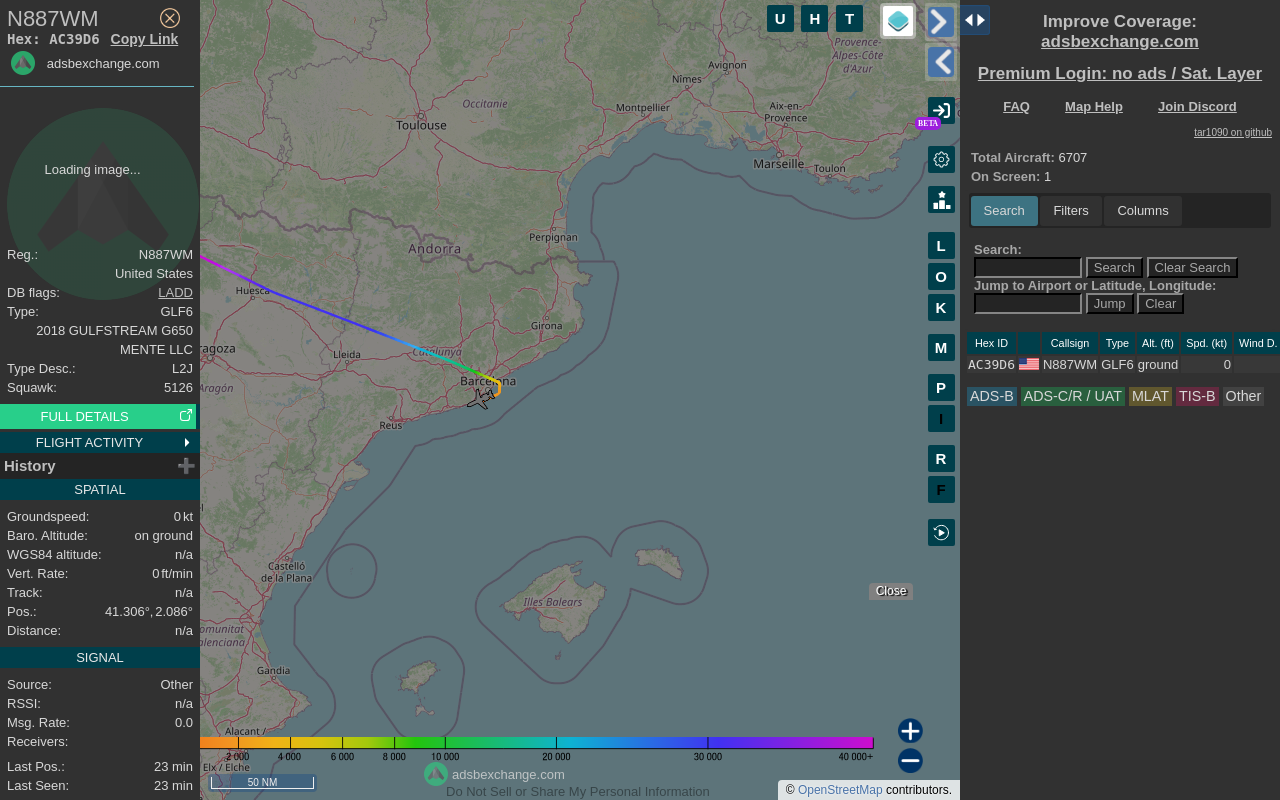 N887WM
Hex: AC39D6 Copy Link
adsbexchange.com
Loading image...
Reg.: N887WM
United States
DB flags: LADD
Type: GLF6
2018 GULFSTREAM G650
MENTE LLC
Type Desc.: L2J
Squawk: 5126
FULL DETAILS
FLIGHT ACTIVITY
History
SPATIAL
Groundspeed: 0 kt
Baro. Altitude: on ground
WGS84 altitude: n/a
Vert. Rate: 0 ft/min
Track: n/a
Pos.: 41.306°, 2.086°
Distance: n/a
SIGNAL
Source: Other
RSSI: n/a
Msg. Rate: 0.0
Receivers:
Last Pos.: 23 min
Last Seen: 23 min
U H T
Provence-
Alpes-Côte
d'Azur
Avignon
Nîmes
Occitanie
Montpellier
Aix-en-
Provence
Toulouse
Marseille
Toulon
Perpignan
Andorra
Huesca
Girona
Lleida
Catalunya
ragoza
Aragón
Barcelona
Reus
Castelló
de la Plana
Illes Balears
omunitat
alenciana
Gandia
Alacant /
Elx / Elche
BETA
L
O
K
M
P
I
R
F
Close
2 000 4 000 6 000 8 000 10 000 20 000 30 000 40 000+
50 NM
adsbexchange.com
Do Not Sell or Share My Personal Information
© OpenStreetMap contributors.
Improve Coverage:
adsbexchange.com
Premium Login: no ads / Sat. Layer
FAQ Map Help Join Discord
tar1090 on github
Total Aircraft: 6707
On Screen: 1
Search Filters Columns
Search:
Search Clear Search
Jump to Airport or Latitude, Longitude:
Jump Clear
Hex ID Callsign Type Alt. (ft) Spd. (kt) Wind D.
AC39D6 N887WM GLF6 ground 0
ADS-B ADS-C/R / UAT MLAT TIS-B Other